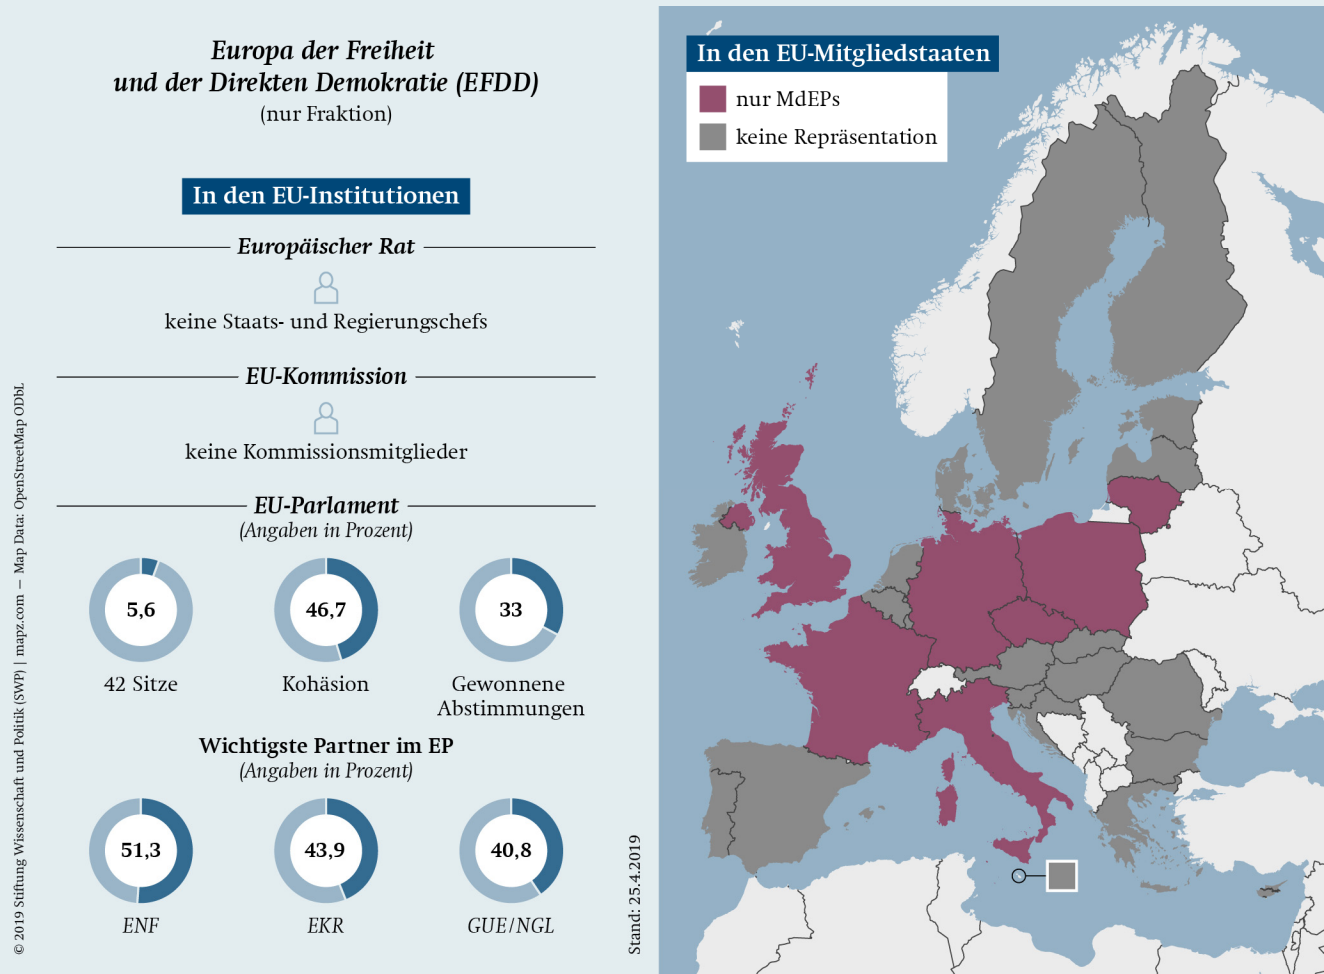 Europa der Freiheit
und der Direkten Demokratie (EFDD)
(nur Fraktion)
In den EU-Institutionen
Europäischer Rat
keine Staats- und Regierungschefs
EU-Kommission
keine Kommissionsmitglieder
EU-Parlament
(Angaben in Prozent)
5,6
46,7
33
42 Sitze
Kohäsion
Gewonnene
Abstimmungen
Wichtigste Partner im EP
(Angaben in Prozent)
51,3
43,9
40,8
ENF
EKR
GUE/NGL
© 2019 Stiftung Wissenschaft und Politik (SWP) | mapz.com — Map Data: OpenStreetMap ODbL
Stand: 25.4.2019
In den EU-Mitgliedstaaten
nur MdEPs
keine Repräsentation